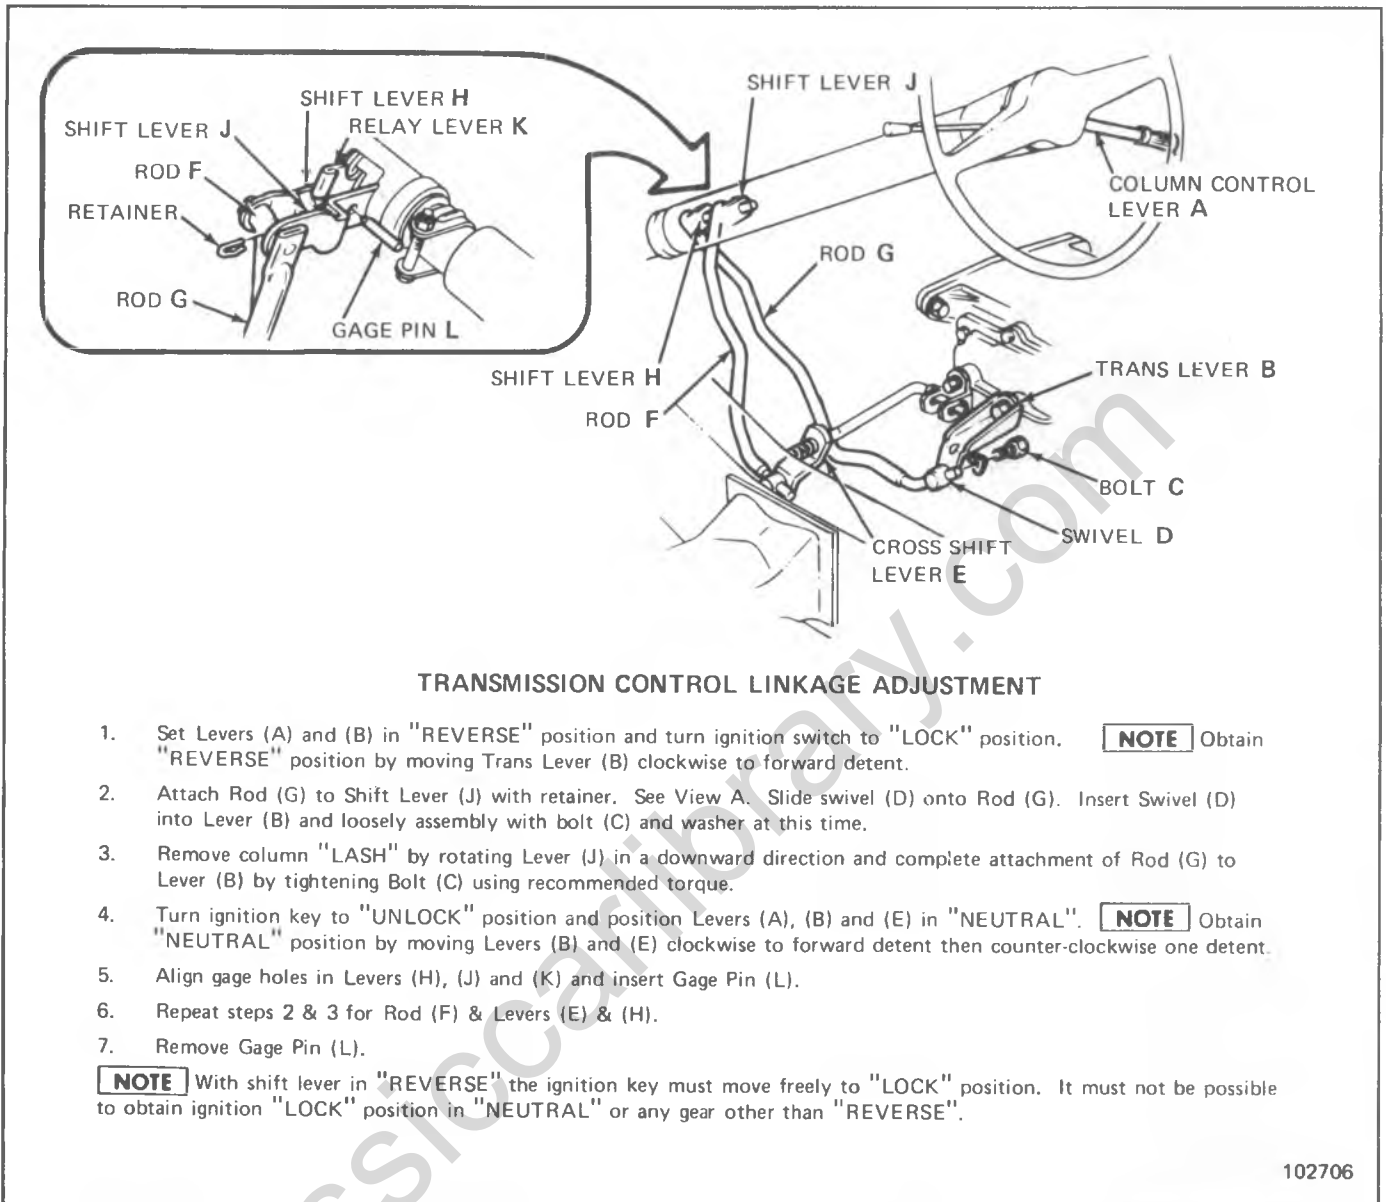 SHIFT LEVER H
SHIFT LEVER J
RELAY LEVER K
ROD F
RETAINER
ROD G
GAGE PIN L
SHIFT LEVER J
COLUMN CONTROL
LEVER A
ROD G
SHIFT LEVER H
ROD F
TRANS LEVER B
BOLT C
SWIVEL D
CROSS SHIFT
LEVER E
TRANSMISSION CONTROL LINKAGE ADJUSTMENT
1. Set Levers (A) and (B) in "REVERSE" position and turn ignition switch to "LOCK" position. NOTE Obtain
"REVERSE" position by moving Trans Lever (B) clockwise to forward detent.
2. Attach Rod (G) to Shift Lever (J) with retainer. See View A. Slide swivel (D) onto Rod (G). Insert Swivel (D)
into Lever (B) and loosely assembly with bolt (C) and washer at this time.
3. Remove column "LASH" by rotating Lever (J) in a downward direction and complete attachment of Rod (G) to
Lever (B) by tightening Bolt (C) using recommended torque.
4. Turn ignition key to "UNLOCK" position and position Levers (A), (B) and (E) in "NEUTRAL". NOTE Obtain
"NEUTRAL" position by moving Levers (B) and (E) clockwise to forward detent then counter-clockwise one detent.
5. Align gage holes in Levers (H), (J) and (K) and insert Gage Pin (L).
6. Repeat steps 2 & 3 for Rod (F) & Levers (E) & (H).
7. Remove Gage Pin (L).
NOTE With shift lever in "REVERSE" the ignition key must move freely to "LOCK" position. It must not be possible
to obtain ignition "LOCK" position in "NEUTRAL" or any gear other than "REVERSE".
102706
ssiccarlibrary.com